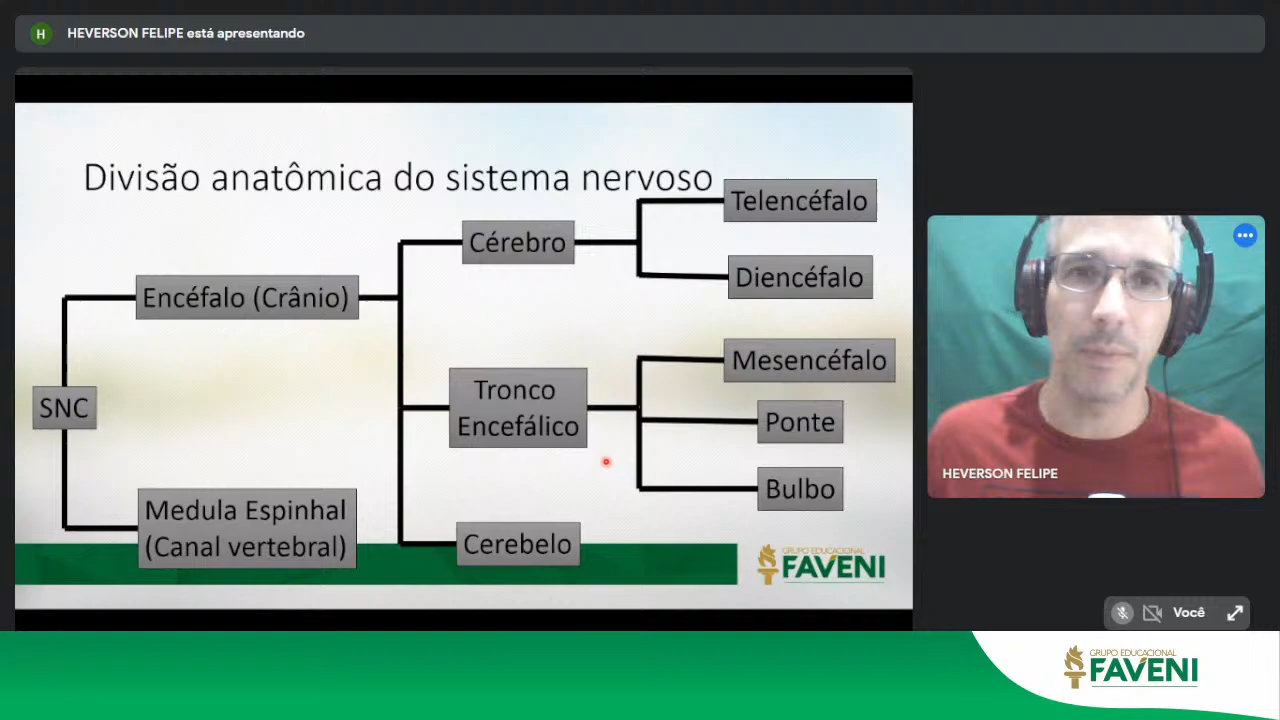 H HEVERSON FELIPE está apresentando
Divisão anatômica do sistema nervoso
Telencéfalo
Cérebro
Diencéfalo
Encéfalo (Crânio)
Mesencéfalo
Tronco
Encefálico
SNC
Ponte
Bulbo
Medula Espinhal
(Canal vertebral)
Cerebelo
GRUPO EDUCACIONAL
FAVENI
HEVERSON FELIPE
Você
GRUPO EDUCACIONAL
FAVENI